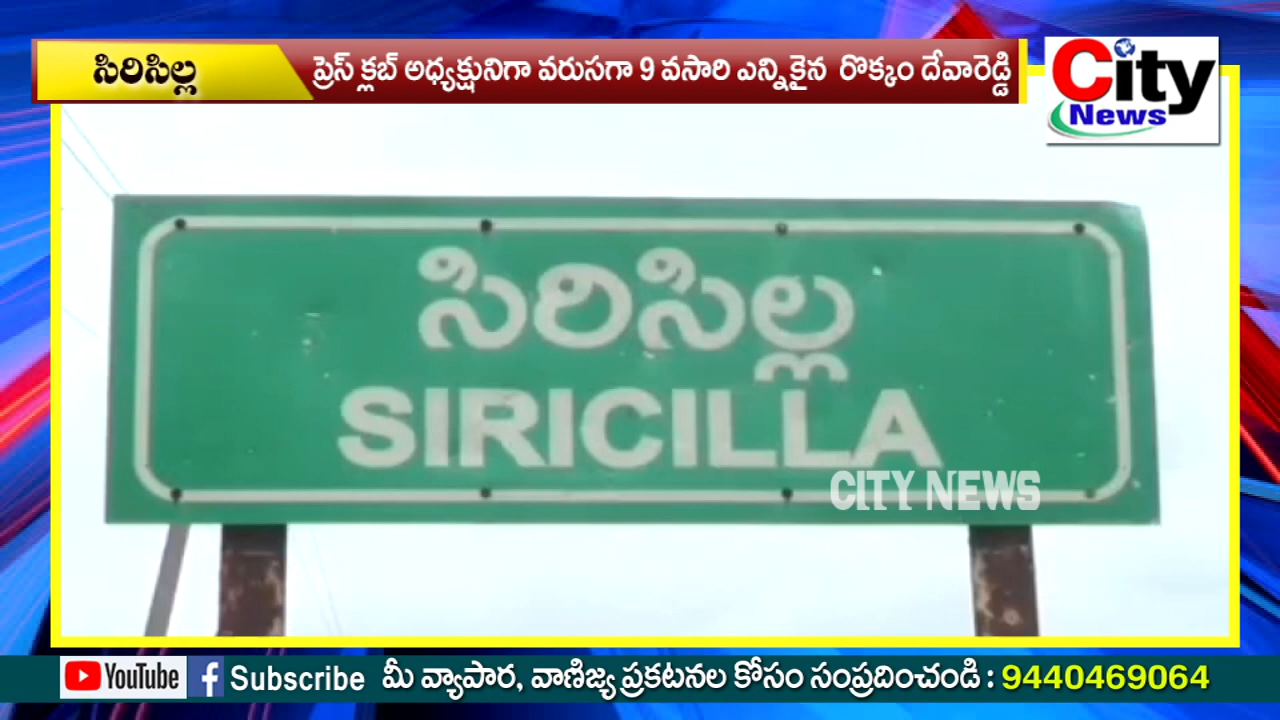 సిరిసిల్ల
ప్రెస్ క్లబ్ అధ్యక్షునిగా వరుసగా 9 వసారి ఎన్నికైన రొక్కం దేవారెడ్డి
City
News
సిరిసిల్ల
SIRICILLA
CITY NEWS
YouTube f Subscribe మీ వ్యాపార, వాణిజ్య ప్రకటనల కోసం సంప్రదించండి : 9440469064